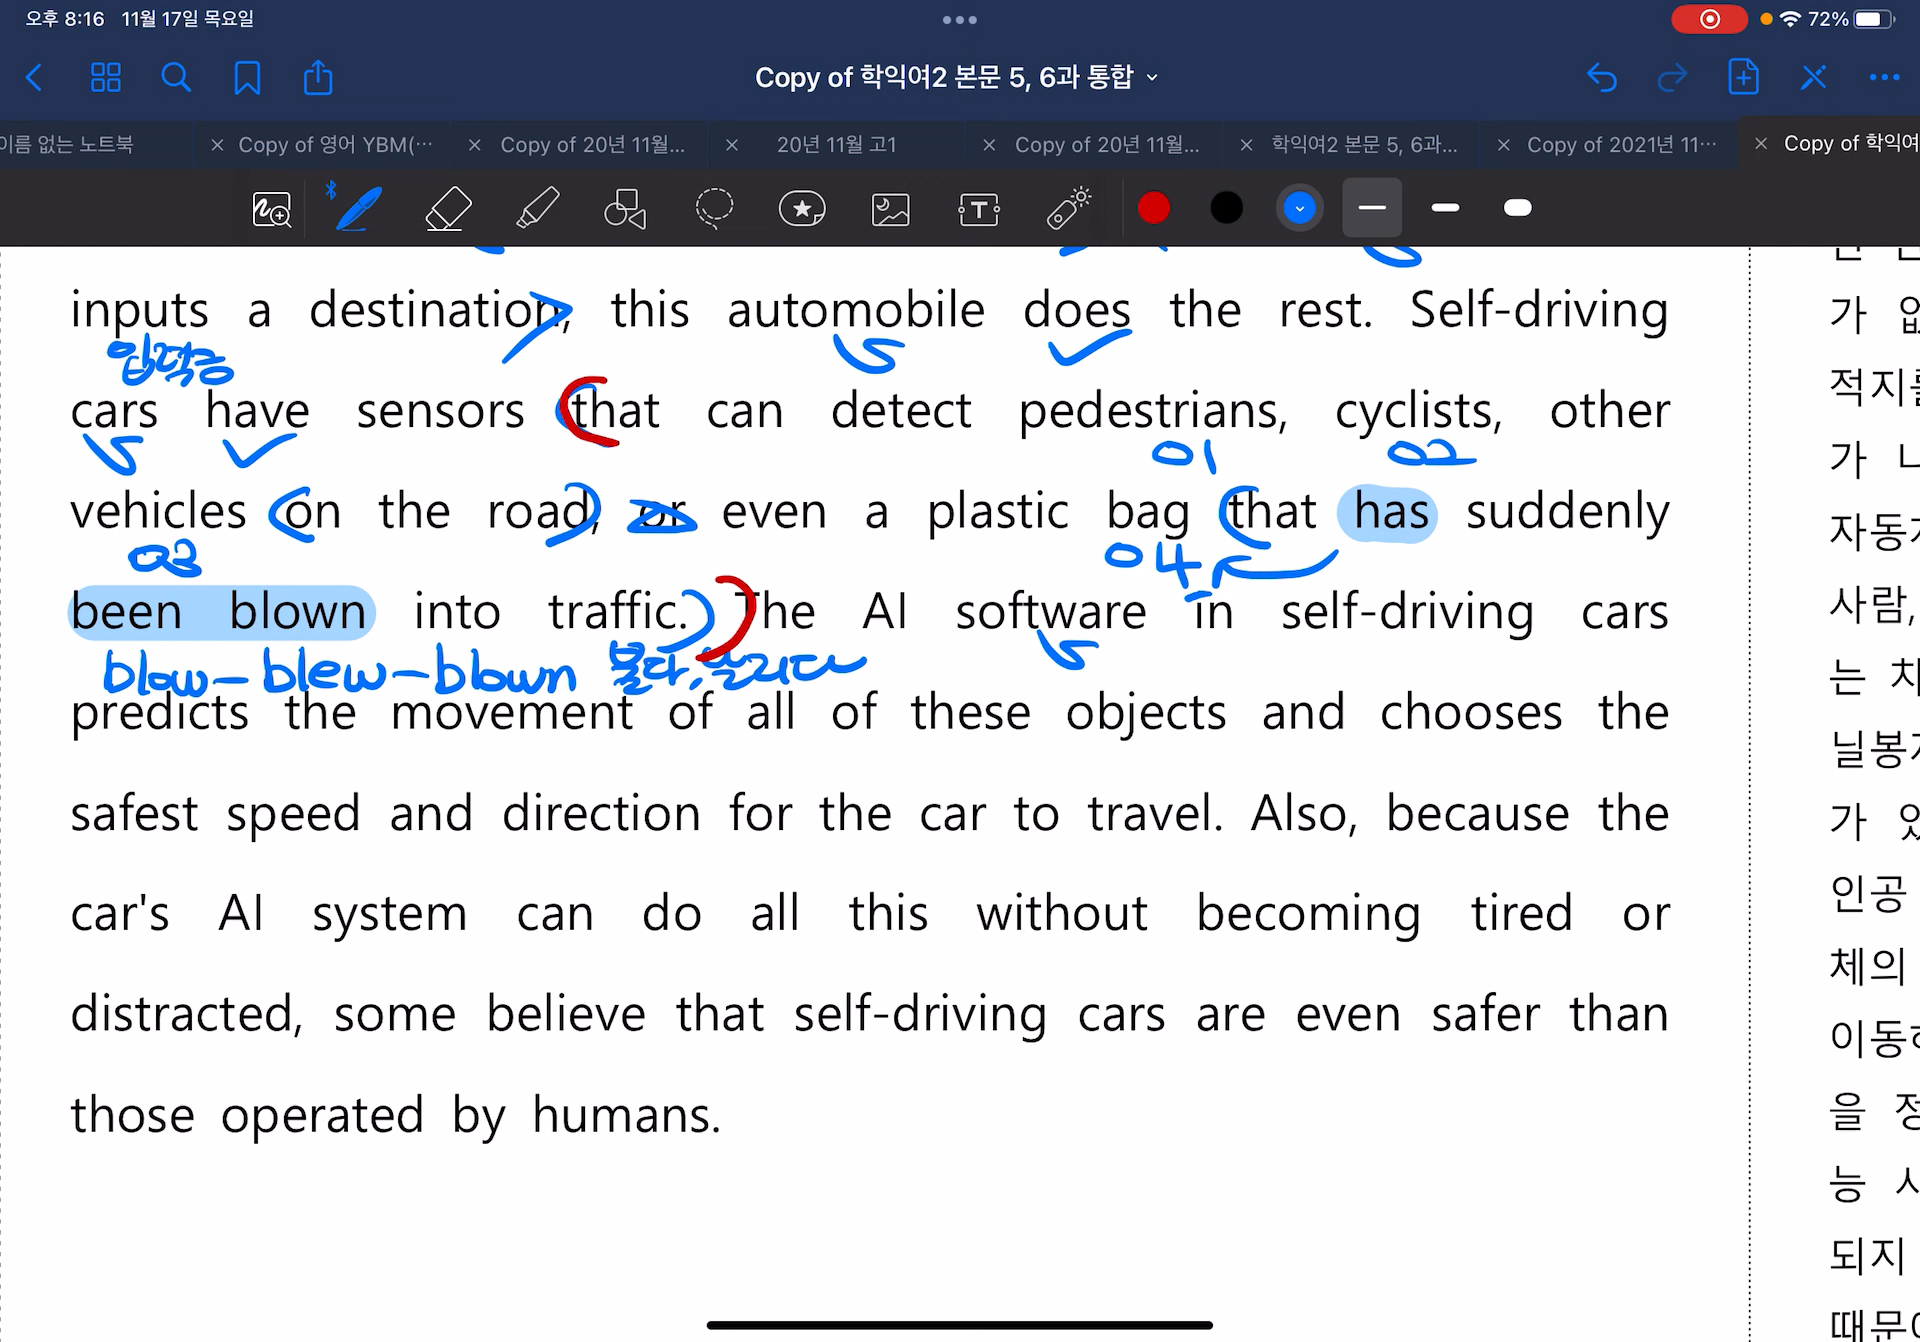 오후 8:16 11월 17일 목요일
72%
Copy of 학익여2 본문 5, 6과 통합
이름 없는 노트북
Copy of 영어 YBM(…
Copy of 20년 11월...
20년 11월 고1
Copy of 20년 11월...
학익여2 본문 5, 6과...
Copy of 2021년 11…
Copy of 학익여
inputs a destination, this automobile does the rest. Self-driving
입력
cars have sensors that can detect pedestrians, cyclists, other
01 02
vehicles on the road, or even a plastic bag that has suddenly
03 04
been blown into traffic. The AI software in self-driving cars
blow-blew-blown 불다, 날리다
predicts the movement of all of these objects and chooses the
safest speed and direction for the car to travel. Also, because the
car's AI system can do all this without becoming tired or
distracted, some believe that self-driving cars are even safer than
those operated by humans.
가
적지를
가
자동
사람,
는 차
닐봉
가 있
인공
체의
이동
을 정
능
되지
때문